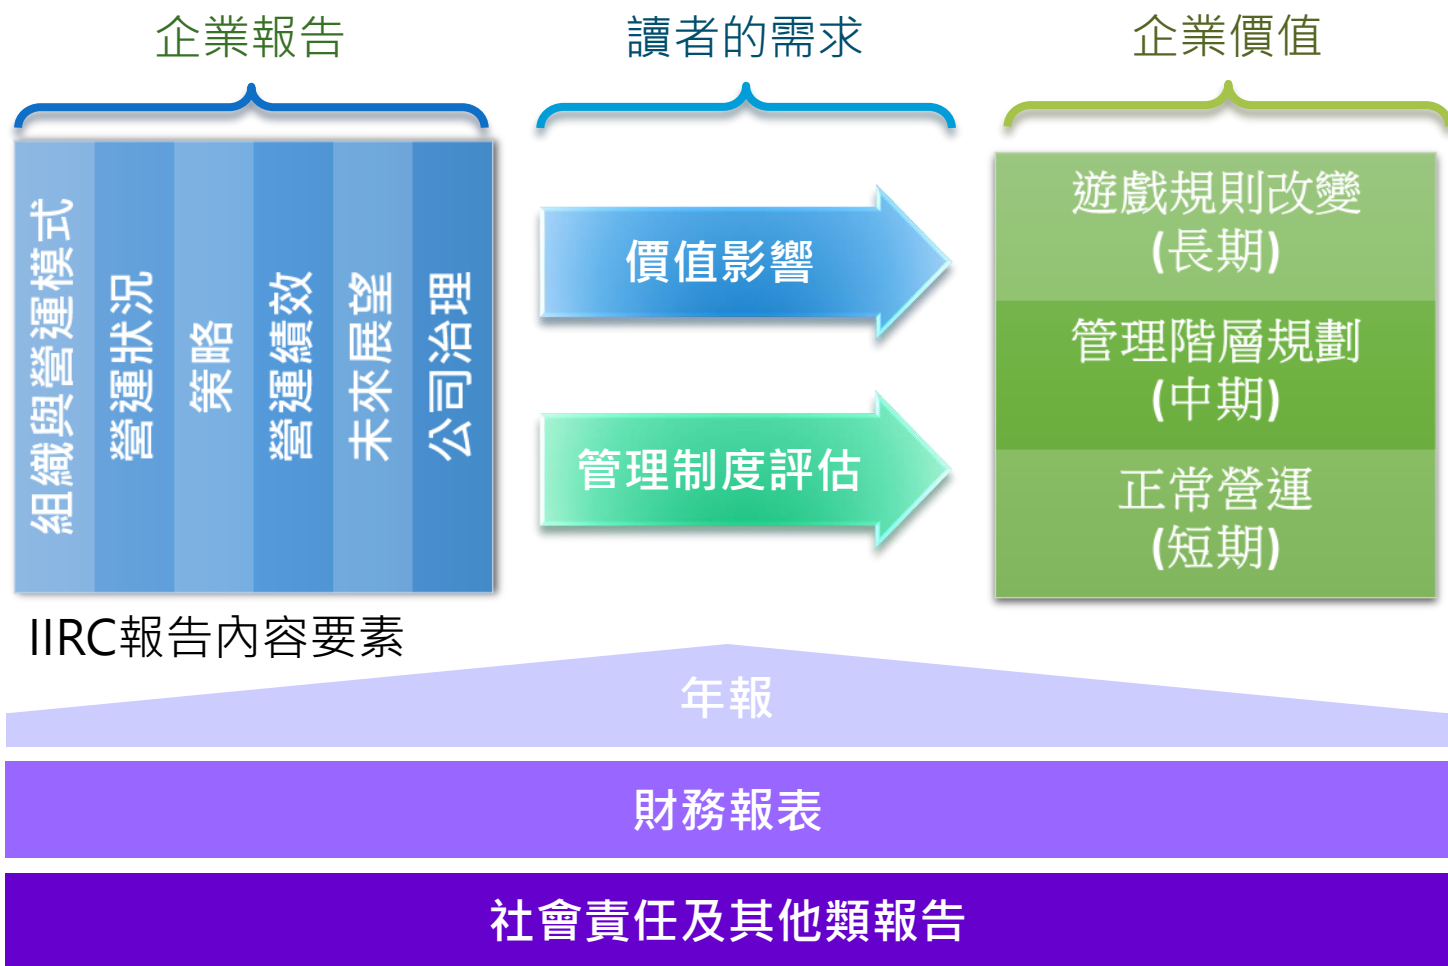 企業報告
讀者的需求
企業價值
組織與營運模式
營運狀況
策略
營運績效
未來展望
公司治理
價值影響
管理制度評估
遊戲規則改變
(長期)
管理階層規劃
(中期)
正常營運
(短期)
IIRC報告內容要素
年報
財務報表
社會責任及其他類報告